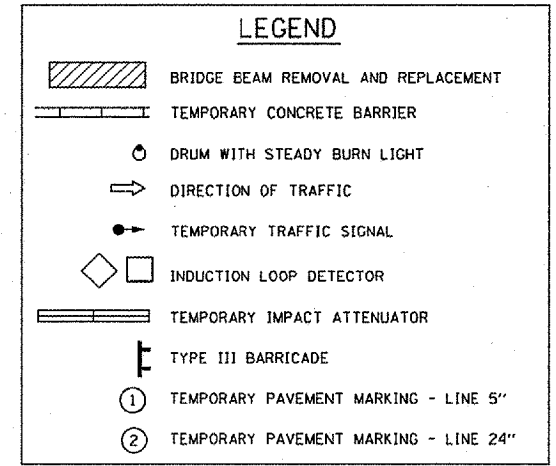 LEGEND
BRIDGE BEAM REMOVAL AND REPLACEMENT
TEMPORARY CONCRETE BARRIER
DRUM WITH STEADY BURN LIGHT
DIRECTION OF TRAFFIC
TEMPORARY TRAFFIC SIGNAL
INDUCTION LOOP DETECTOR
TEMPORARY IMPACT ATTENUATOR
TYPE III BARRICADE
1 TEMPORARY PAVEMENT MARKING - LINE 5"
2 TEMPORARY PAVEMENT MARKING - LINE 24"